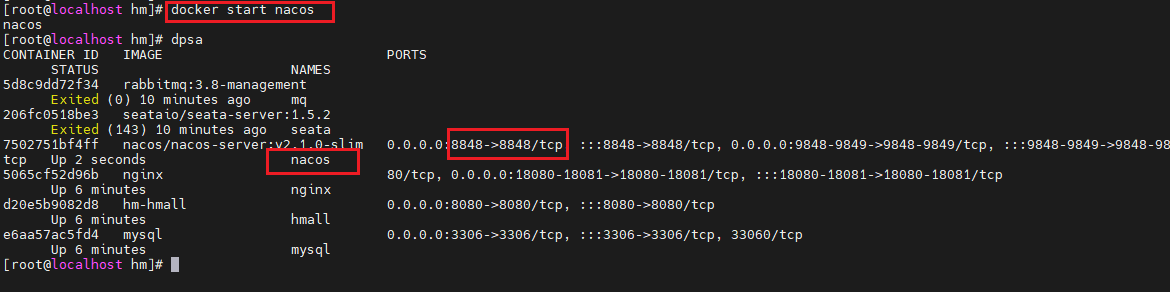 [root@localhost hm]# docker start nacos
nacos
[root@localhost hm]# dpsa
CONTAINER ID   IMAGE                            PORTS
      STATUS                        NAMES
5d8c9dd72f34   rabbitmq:3.8-management
      Exited (0) 10 minutes ago     mq
206fc0518be3   seataio/seata-server:1.5.2
      Exited (143) 10 minutes ago   seata
7502751bf4ff   nacos/nacos-server:v2.1.0-slim   0.0.0.0:8848->8848/tcp, :::8848->8848/tcp, 0.0.0.0:9848-9849->9848-9849/tcp, :::9848-9849->9848-98
tcp   Up 2 seconds                  nacos
5065cf52d96b   nginx                            80/tcp, 0.0.0.0:18080-18081->18080-18081/tcp, :::18080-18081->18080-18081/tcp
      Up 6 minutes                  nginx
d20e5b9082d8   hm-hmall                         0.0.0.0:8080->8080/tcp, :::8080->8080/tcp
      Up 6 minutes                  hmall
e6aa57ac5fd4   mysql                            0.0.0.0:3306->3306/tcp, :::3306->3306/tcp, 33060/tcp
      Up 6 minutes                  mysql
[root@localhost hm]#